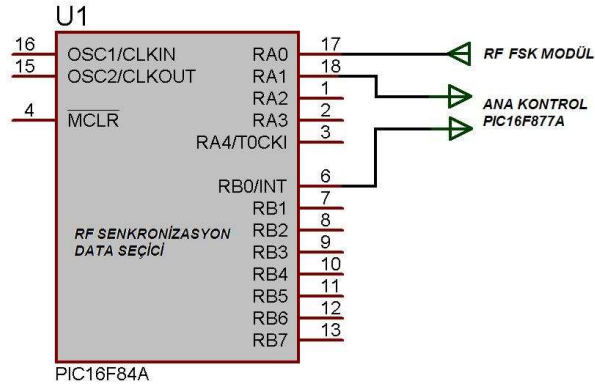 U1
16 OSC1/CLKIN RA0 17 RF FSK MODÜL
15 OSC2/CLKOUT RA1 18
RA2 1 ANA KONTROL
4 MCLR RA3 2 PIC16F877A
RA4/T0CKI 3
RB0/INT 6
RB1 7
RF SENKRONİZASYON RB2 8
DATA SEÇİCİ RB3 9
RB4 10
RB5 11
RB6 12
RB7 13
PIC16F84A